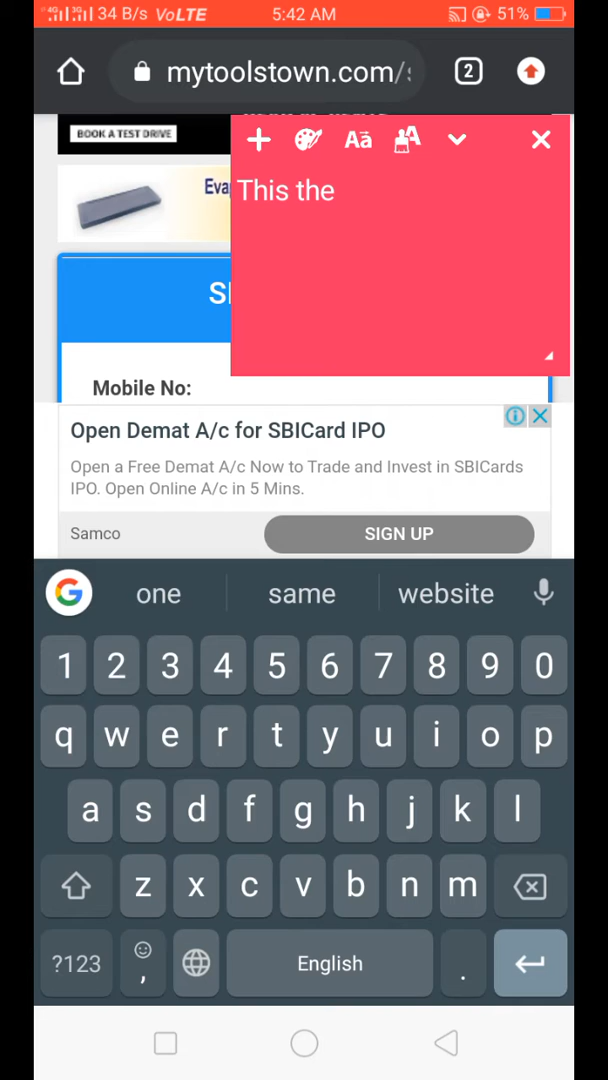 4G 3G 34 B/s VoLTE 5:42 AM 51%
mytoolstown.com/
2
BOOK A TEST DRIVE
This the
Mobile No:
Open Demat A/c for SBICard IPO
Open a Free Demat A/c Now to Trade and Invest in SBICards
IPO. Open Online A/c in 5 Mins.
Samco SIGN UP
one same website
1 2 3 4 5 6 7 8 9 0
q w e r t y u i o p
a s d f g h j k l
z x c v b n m
?123 , English .